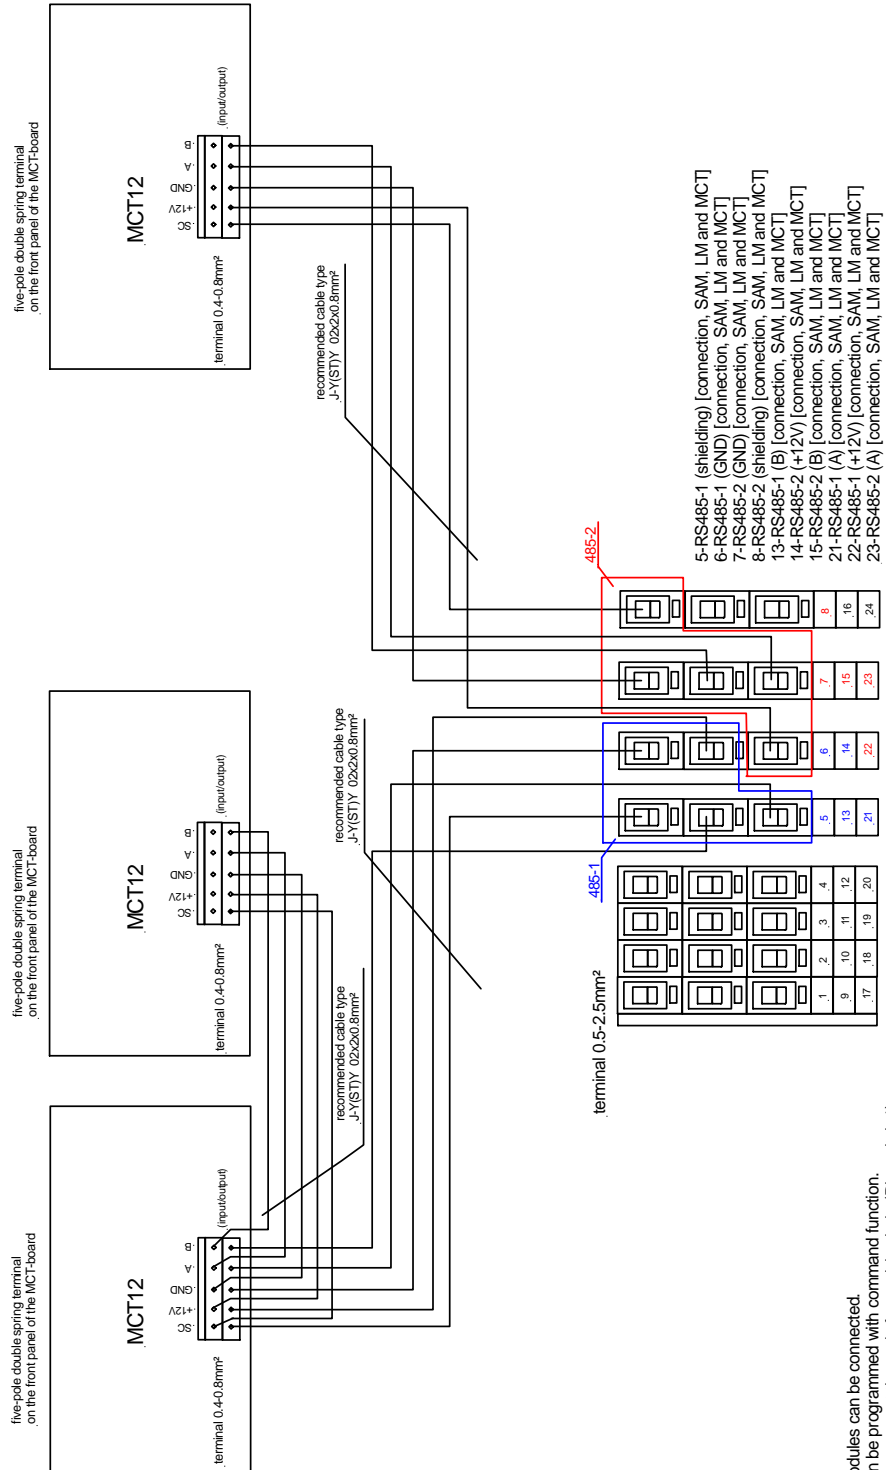 five-pole double spring terminal
on the front panel of the MCT-board
MCT12
terminal 0.4-0.8mm²
SC
+12V
GND
A
B
(input/output)
five-pole double spring terminal
on the front panel of the MCT-board
MCT12
terminal 0.4-0.8mm²
SC
+12V
GND
A
B
(input/output)
five-pole double spring terminal
on the front panel of the MCT-board
MCT12
terminal 0.4-0.8mm²
SC
+12V
GND
A
B
(input/output)
recommended cable type
J-Y(ST)Y 02x2x0.8mm²
recommended cable type
J-Y(ST)Y 02x2x0.8mm²
recommended cable type
J-Y(ST)Y 02x2x0.8mm²
terminal 0.5-2.5mm²
485-1
485-2
1 2 3 4 5 6 7 8
9 10 11 12 13 14 15 16
17 18 19 20 21 22 23 24
5-RS485-1 (shielding) [connection, SAM, LM and MCT]
6-RS485-1 (GND) [connection, SAM, LM and MCT]
7-RS485-2 (GND) [connection, SAM, LM and MCT]
8-RS485-2 (shielding) [connection, SAM, LM and MCT]
13-RS485-1 (B) [connection, SAM, LM and MCT]
14-RS485-2 (+12V) [connection, SAM, LM and MCT]
15-RS485-2 (B) [connection, SAM, LM and MCT]
21-RS485-1 (A) [connection, SAM, LM and MCT]
22-RS485-1 (+12V) [connection, SAM, LM and MCT]
23-RS485-2 (A) [connection, SAM, LM and MCT]
odules can be connected.
n be programmed with command function.